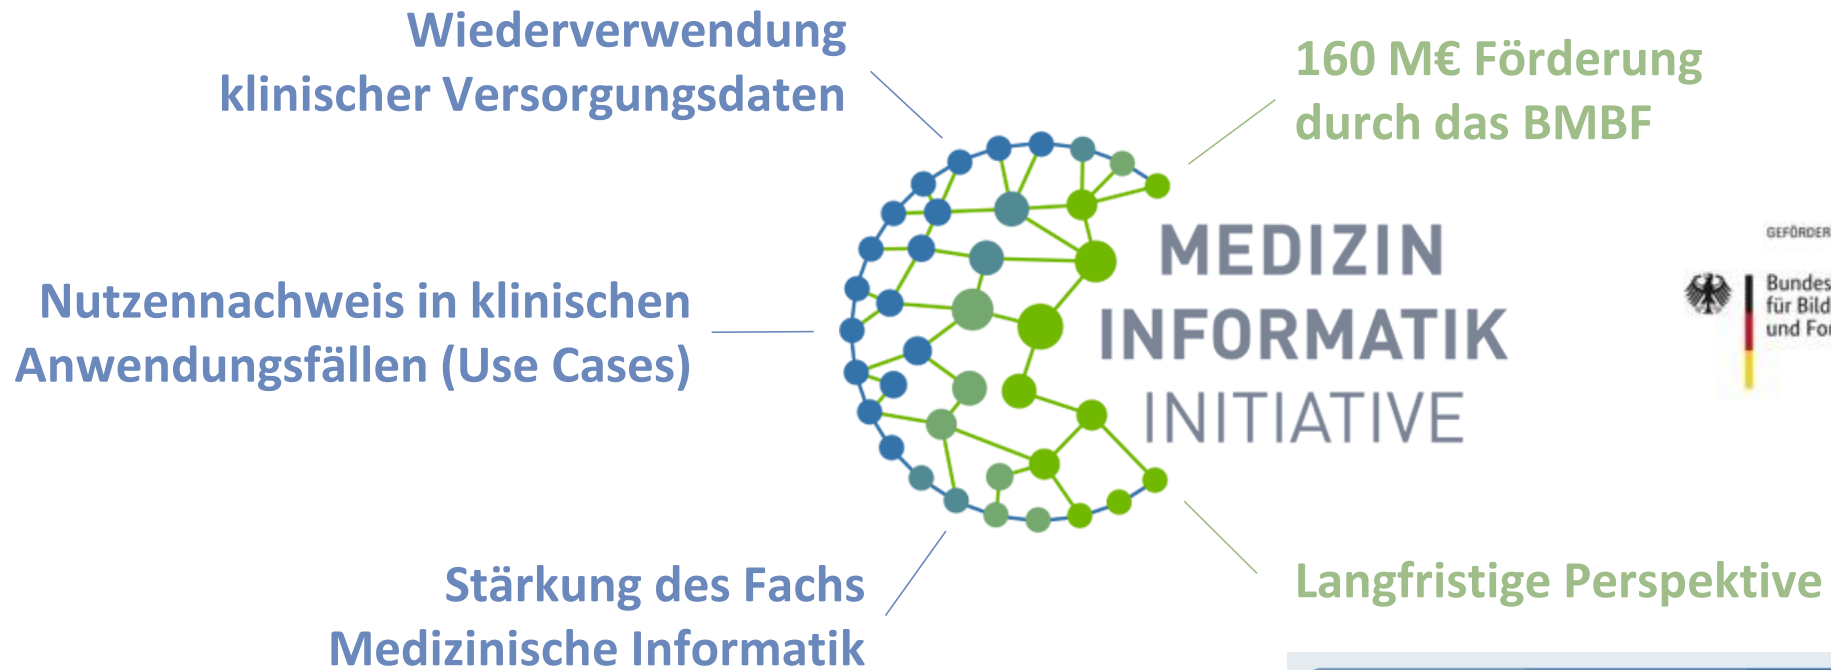 Wiederverwendung
klinischer Versorgungsdaten
160 M€ Förderung
durch das BMBF
Nutzennachweis in klinischen
Anwendungsfällen (Use Cases)
MEDIZIN
INFORMATIK
INITIATIVE
Stärkung des Fachs
Medizinische Informatik
Langfristige Perspektive